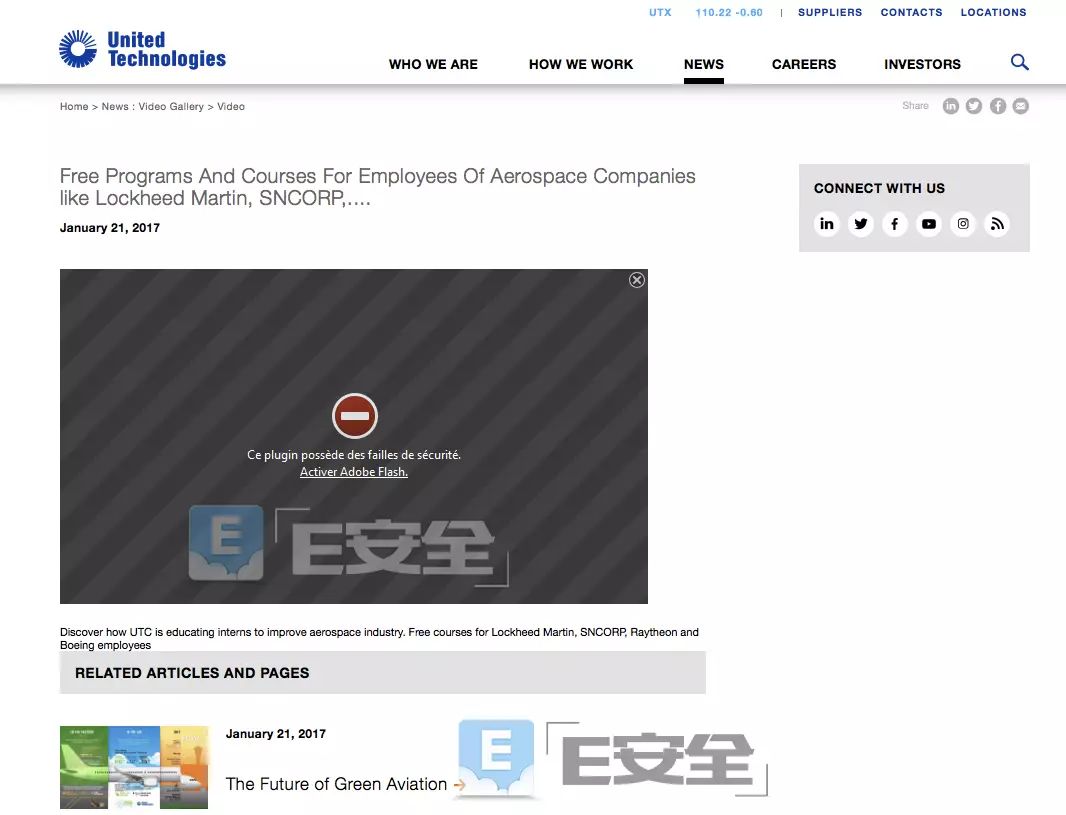 UTX 110.22 -0.60 | SUPPLIERS CONTACTS LOCATIONS
United
Technologies
WHO WE ARE HOW WE WORK NEWS CAREERS INVESTORS
Home > News : Video Gallery > Video
Share
Free Programs And Courses For Employees Of Aerospace Companies
like Lockheed Martin, SNCORP,....
January 21, 2017
CONNECT WITH US
Ce plugin possède des failles de sécurité.
Activer Adobe Flash.
E
E安全
Discover how UTC is educating interns to improve aerospace industry. Free courses for Lockheed Martin, SNCORP, Raytheon and
Boeing employees
RELATED ARTICLES AND PAGES
January 21, 2017
The Future of Green Aviation
E
E安全